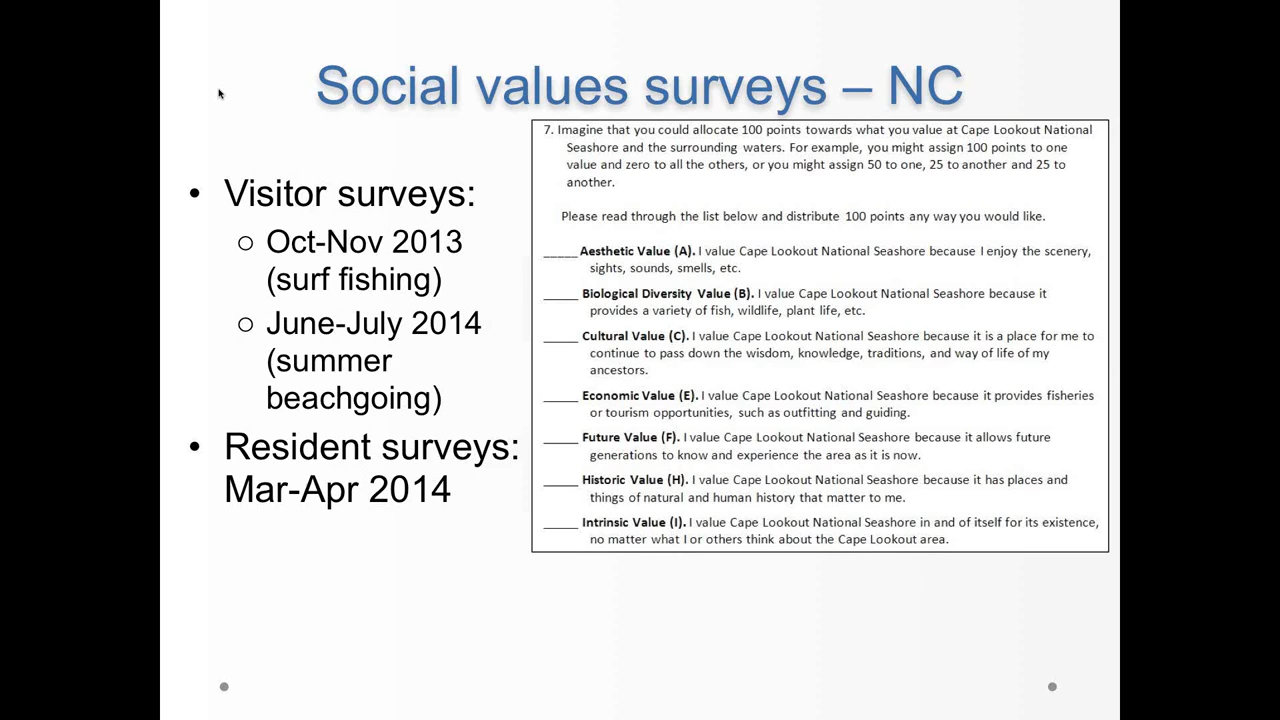 Social values surveys – NC
• Visitor surveys:
○ Oct-Nov 2013
(surf fishing)
○ June-July 2014
(summer
beachgoing)
• Resident surveys:
Mar-Apr 2014
7. Imagine that you could allocate 100 points towards what you value at Cape Lookout National
Seashore and the surrounding waters. For example, you might assign 100 points to one
value and zero to all the others, or you might assign 50 to one, 25 to another and 25 to
another.
Please read through the list below and distribute 100 points any way you would like.
_____ Aesthetic Value (A). I value Cape Lookout National Seashore because I enjoy the scenery,
sights, sounds, smells, etc.
_____ Biological Diversity Value (B). I value Cape Lookout National Seashore because it
provides a variety of fish, wildlife, plant life, etc.
_____ Cultural Value (C). I value Cape Lookout National Seashore because it is a place for me to
continue to pass down the wisdom, knowledge, traditions, and way of life of my
ancestors.
_____ Economic Value (E). I value Cape Lookout National Seashore because it provides fisheries
or tourism opportunities, such as outfitting and guiding.
_____ Future Value (F). I value Cape Lookout National Seashore because it allows future
generations to know and experience the area as it is now.
_____ Historic Value (H). I value Cape Lookout National Seashore because it has places and
things of natural and human history that matter to me.
_____ Intrinsic Value (I). I value Cape Lookout National Seashore in and of itself for its existence,
no matter what I or others think about the Cape Lookout area.